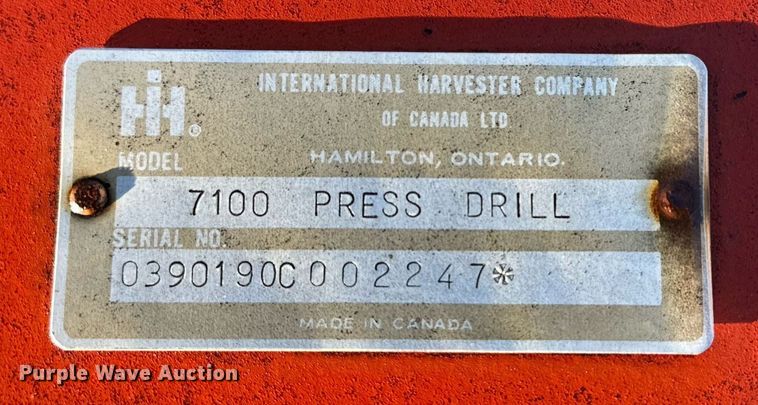 INTERNATIONAL HARVESTER COMPANY
OF CANADA LTD
IH®
HAMILTON, ONTARIO.
MODEL
7100 PRESS DRILL
SERIAL NO.
0390190C002247*
MADE IN CANADA
Purple Wave Auction